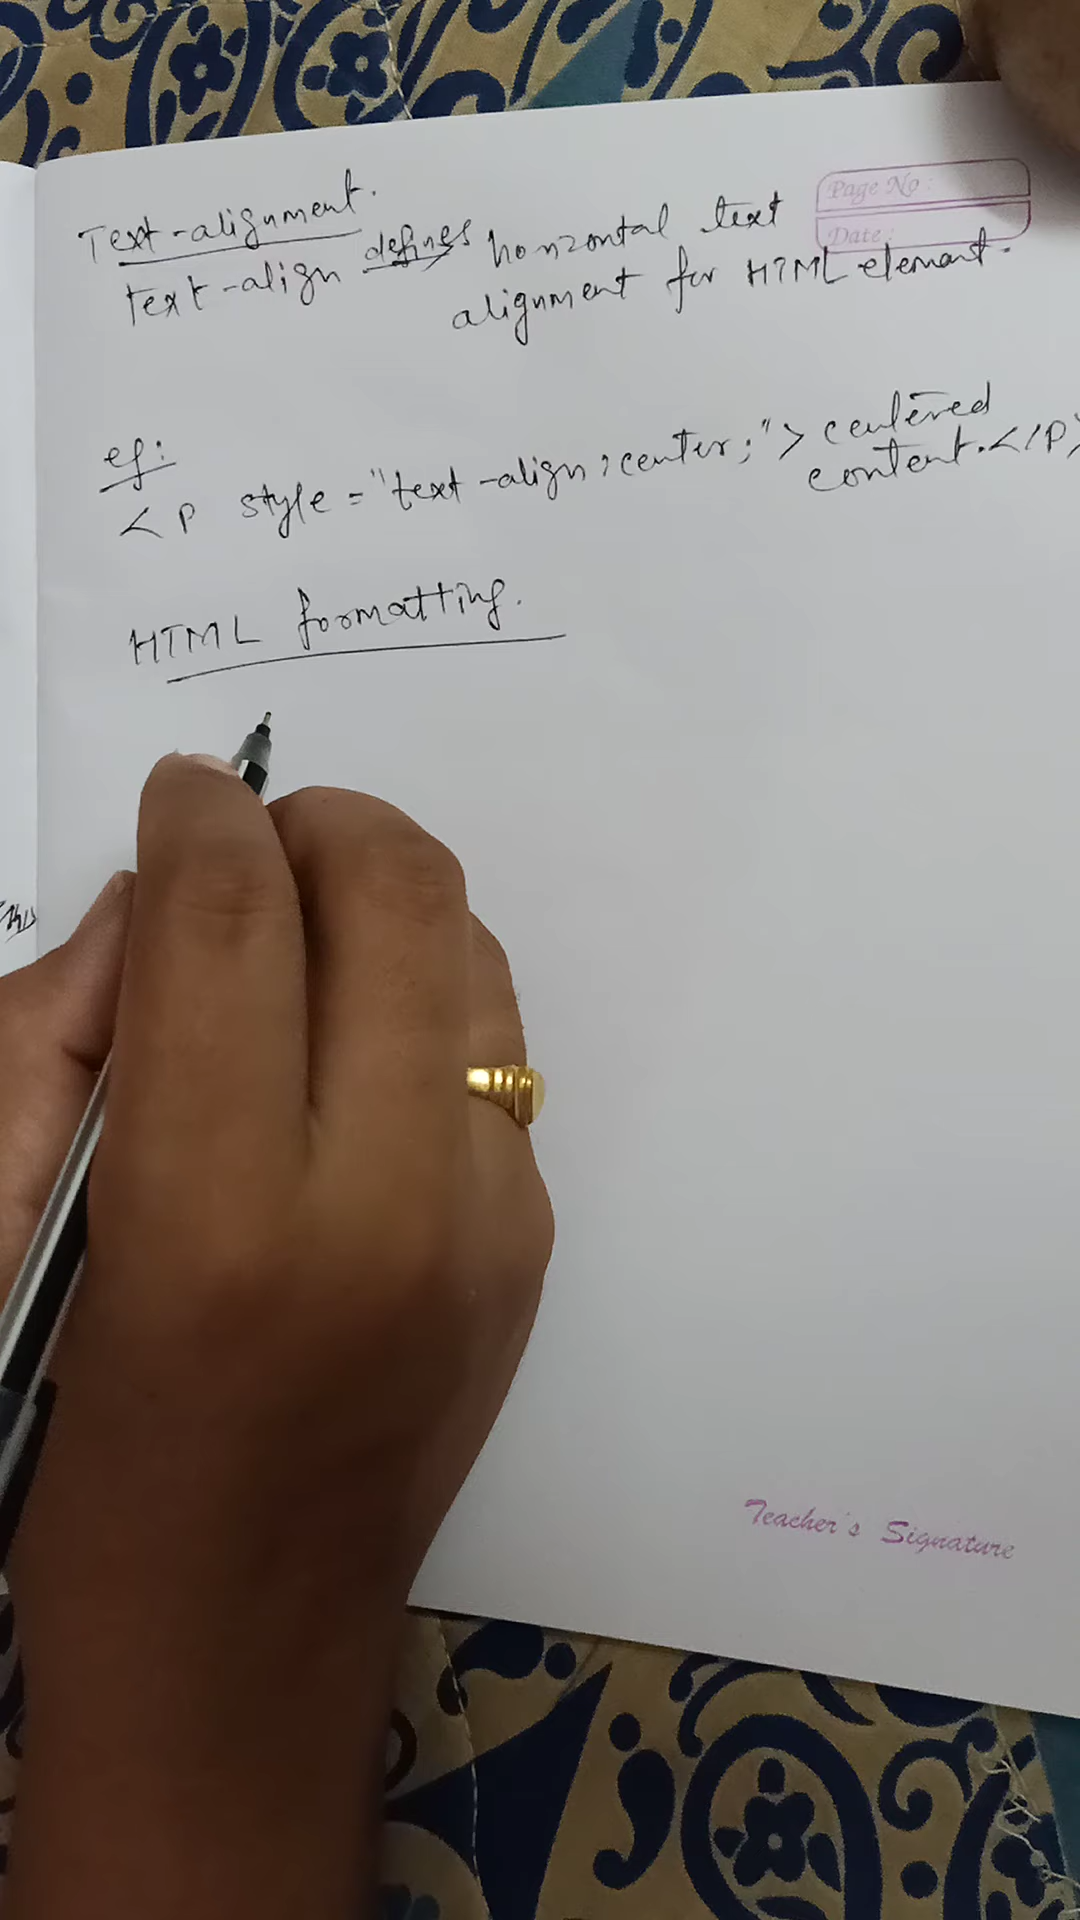 Page No :
Date :
Text-alignment.
text-align defines horizontal text
alignment for HTML element.
eg:
<P style="text-align:center;"> centered
content.</P>
HTML formatting.
Teacher's Signature